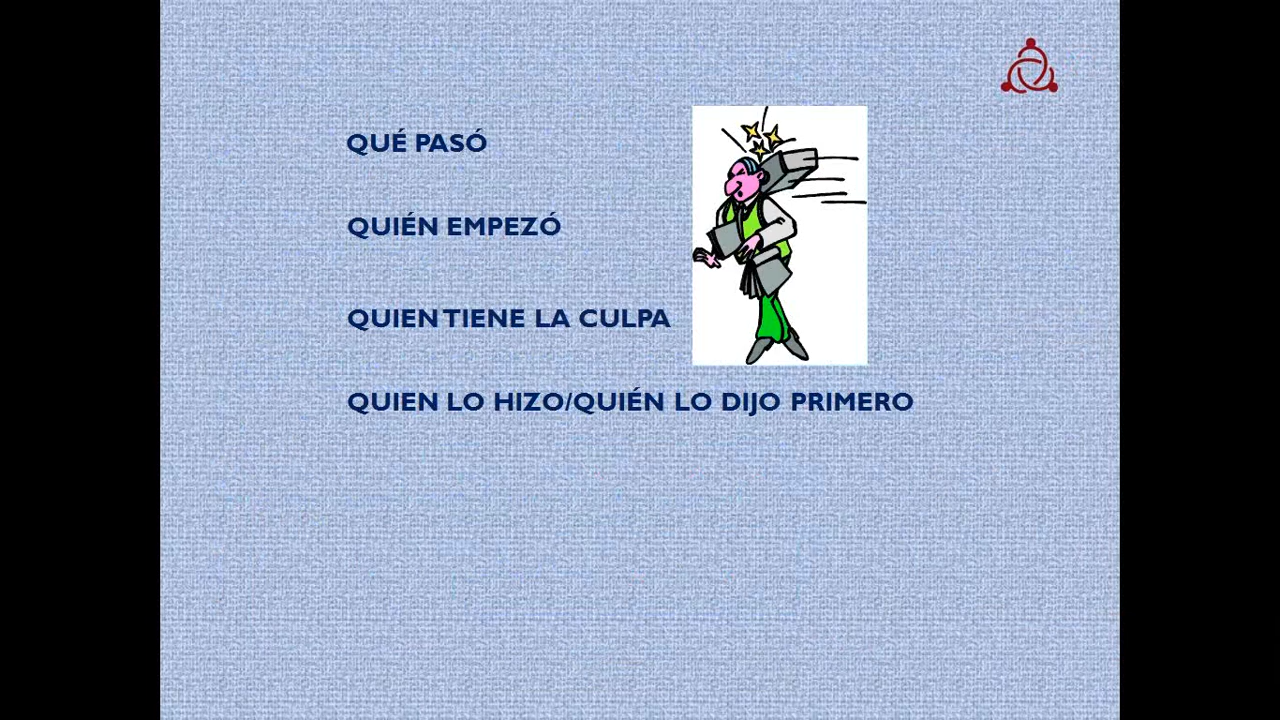 QUÉ PASÓ
QUIÉN EMPEZÓ
QUIEN TIENE LA CULPA
QUIEN LO HIZO/QUIÉN LO DIJO PRIMERO